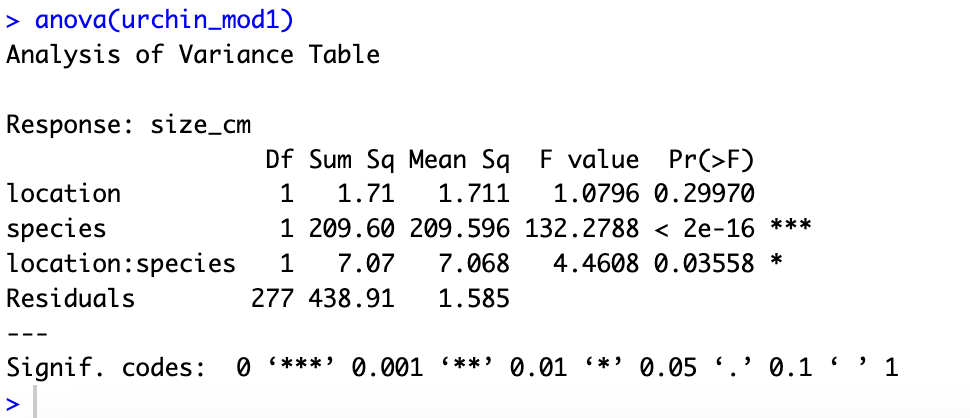 > anova(urchin_mod1)
Analysis of Variance Table

Response: size_cm
                Df Sum Sq Mean Sq  F value  Pr(>F)
location         1   1.71   1.711   1.0796 0.29970
species          1 209.60 209.596 132.2788 < 2e-16 ***
location:species 1   7.07   7.068   4.4608 0.03558 *
Residuals      277 438.91   1.585
---
Signif. codes:  0 ‘***’ 0.001 ‘**’ 0.01 ‘*’ 0.05 ‘.’ 0.1 ‘ ’ 1
>